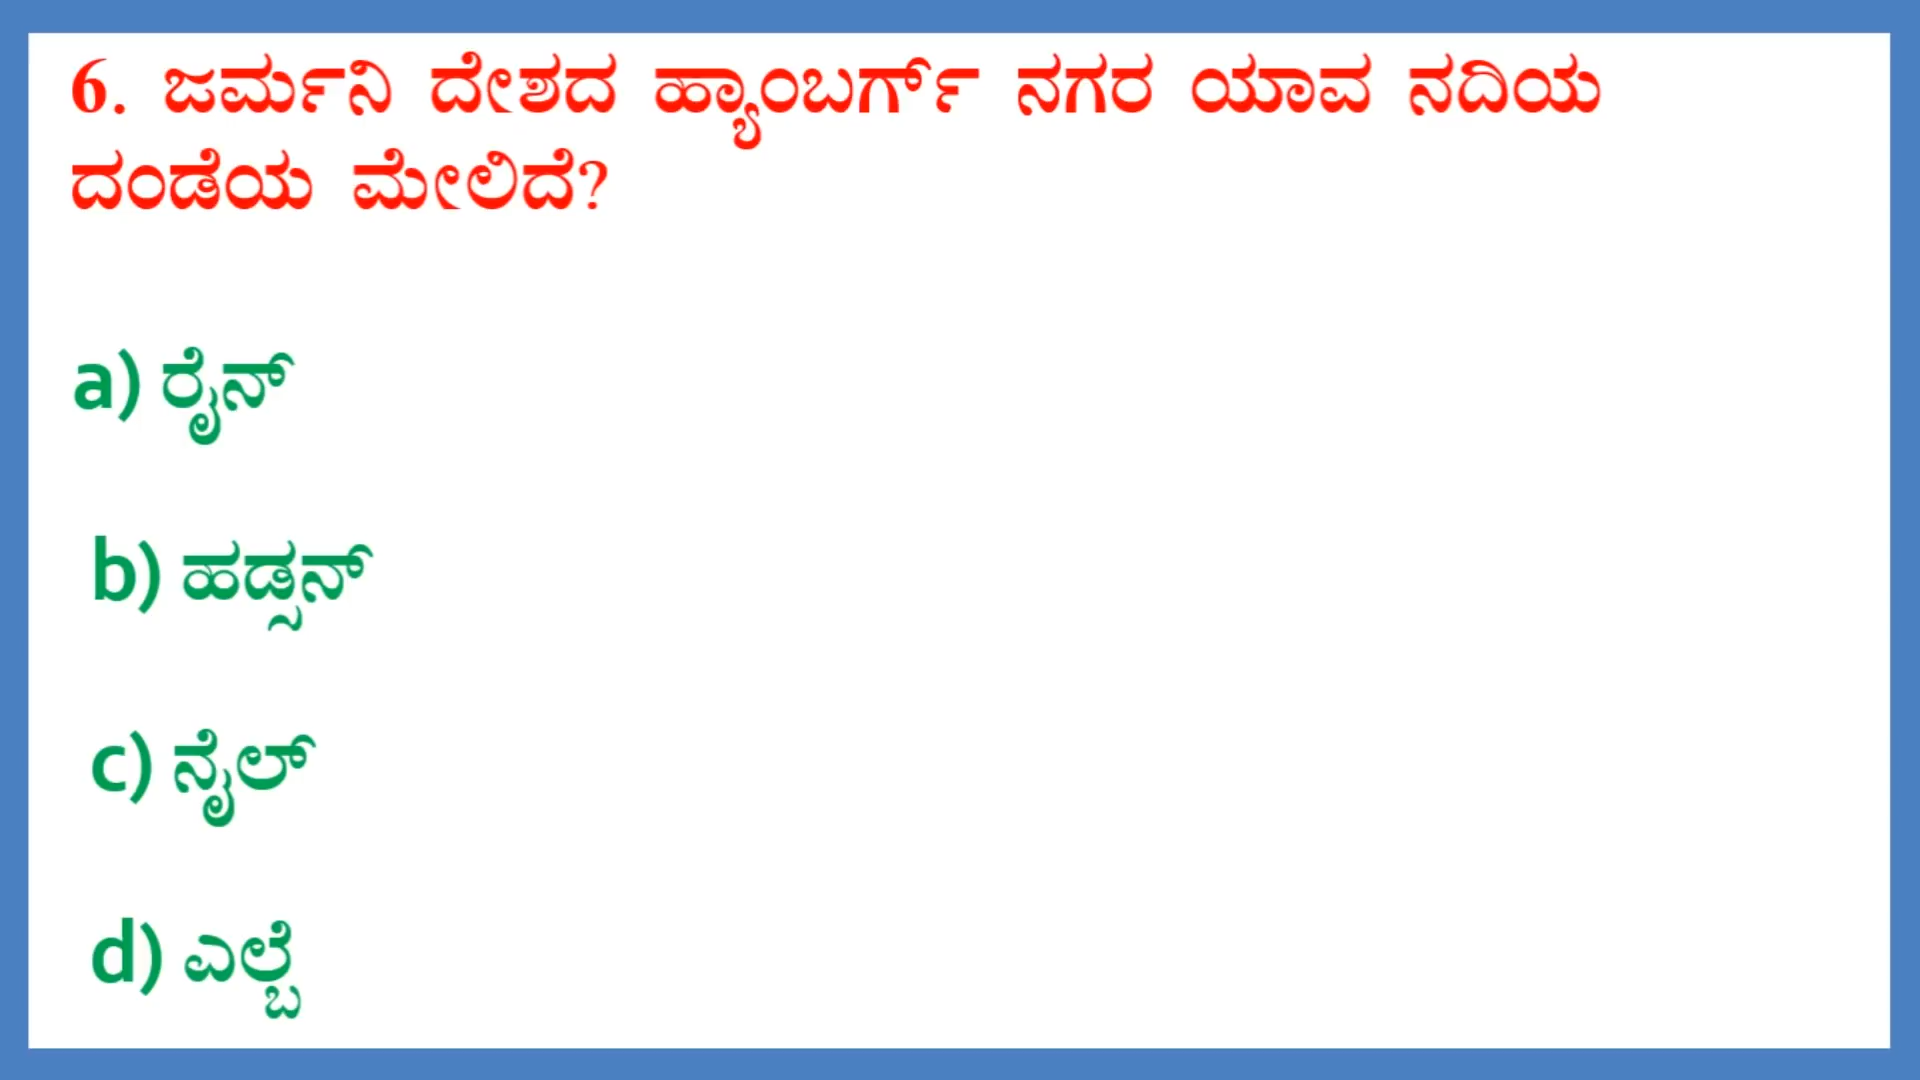 6. ಜರ್ಮನಿ ದೇಶದ ಹ್ಯಾಂಬರ್ಗ್ ನಗರ ಯಾವ ನದಿಯ
ದಂಡೆಯ ಮೇಲಿದೆ?
a) ರೈನ್
b) ಹಡ್ಸನ್
c) ನೈಲ್
d) ಎಲ್ಬೆ